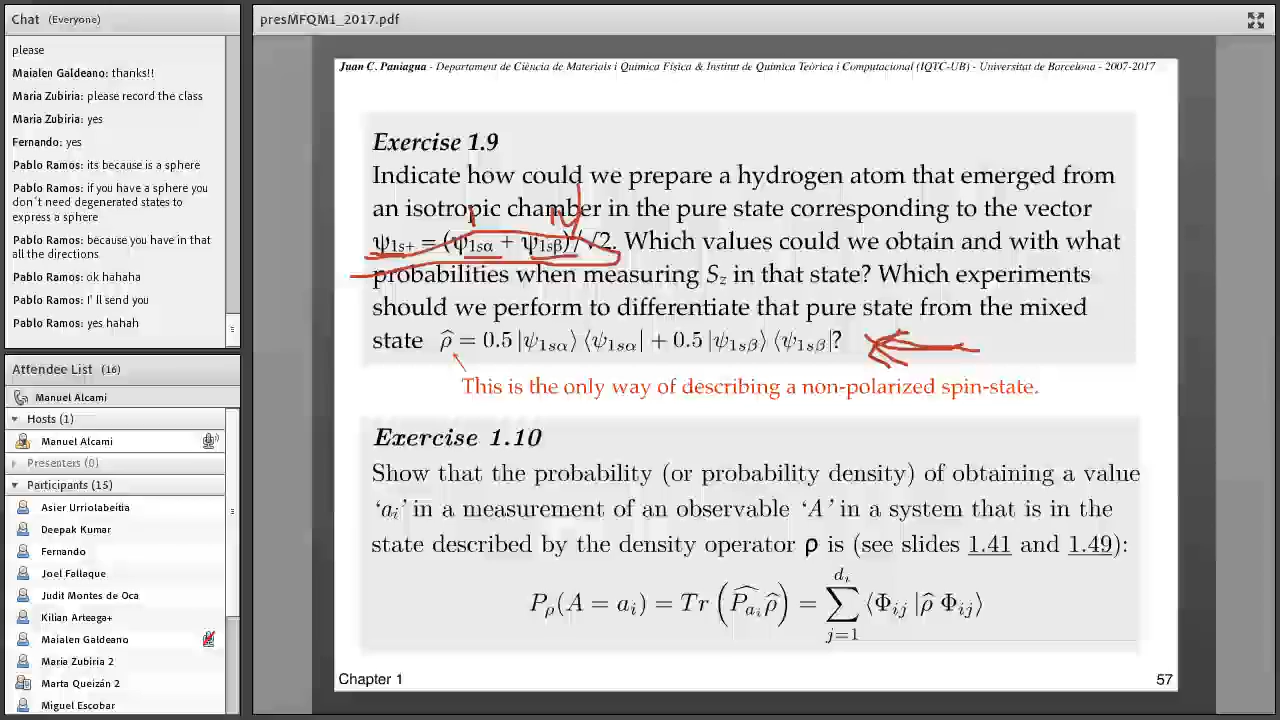 Chat (Everyone)
please
Maialen Galdeano: thanks!!
Maria Zubiria: please record the class
Maria Zubiria: yes
Fernando: yes
Pablo Ramos: its because is a sphere
Pablo Ramos: if you have a sphere you
don´t need degenerated states to
express a sphere
Pablo Ramos: because you have in that
all the directions
Pablo Ramos: ok hahaha
Pablo Ramos: I' ll send you
Pablo Ramos: yes hahah
Attendee List (16)
Manuel Alcami
Hosts (1)
Manuel Alcami
Presenters (0)
Participants (15)
Asier Urriolabeitia
Deepak Kumar
Fernando
Joel Fallaque
Judit Montes de Oca
Kilian Arteaga+
Maialen Galdeano
Maria Zubiria 2
Marta Queizán 2
Miguel Escobar
presMFQM1_2017.pdf
Juan C. Paniagua - Departament de Ciència de Materials i Química Física & Institut de Química Teòrica i Computacional (IQTC-UB) - Universitat de Barcelona - 2007-2017
Exercise 1.9
Indicate how could we prepare a hydrogen atom that emerged from
an isotropic chamber in the pure state corresponding to the vector
ψ1s+ = (ψ1sα + ψ1sβ)/√2. Which values could we obtain and with what
probabilities when measuring Sz in that state? Which experiments
should we perform to differentiate that pure state from the mixed
state ρ̂ = 0.5 |ψ1sα⟩ ⟨ψ1sα| + 0.5 |ψ1sβ⟩ ⟨ψ1sβ|?
This is the only way of describing a non-polarized spin-state.
Exercise 1.10
Show that the probability (or probability density) of obtaining a value
‘ai’ in a measurement of an observable ‘A’ in a system that is in the
state described by the density operator ρ is (see slides 1.41 and 1.49):
Pρ(A = ai) = Tr (P̂ai ρ̂) = ∑ j=1 di ⟨Φij |ρ̂ Φij⟩
Chapter 1
57